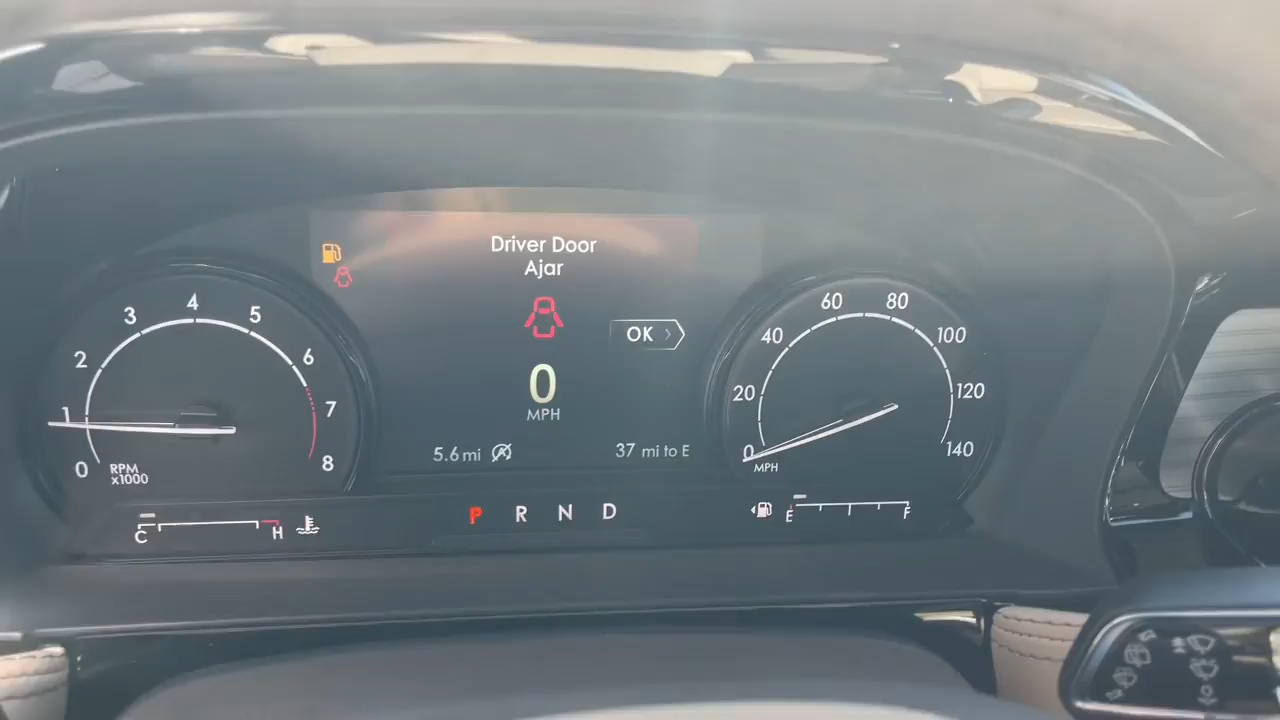 Driver Door
Ajar
OK
0
MPH
5.6 mi
37 mi to E
0 1 2 3 4 5 6 7 8
RPM
x1000
0 20 40 60 80 100 120 140
MPH
P R N D
C H
E F